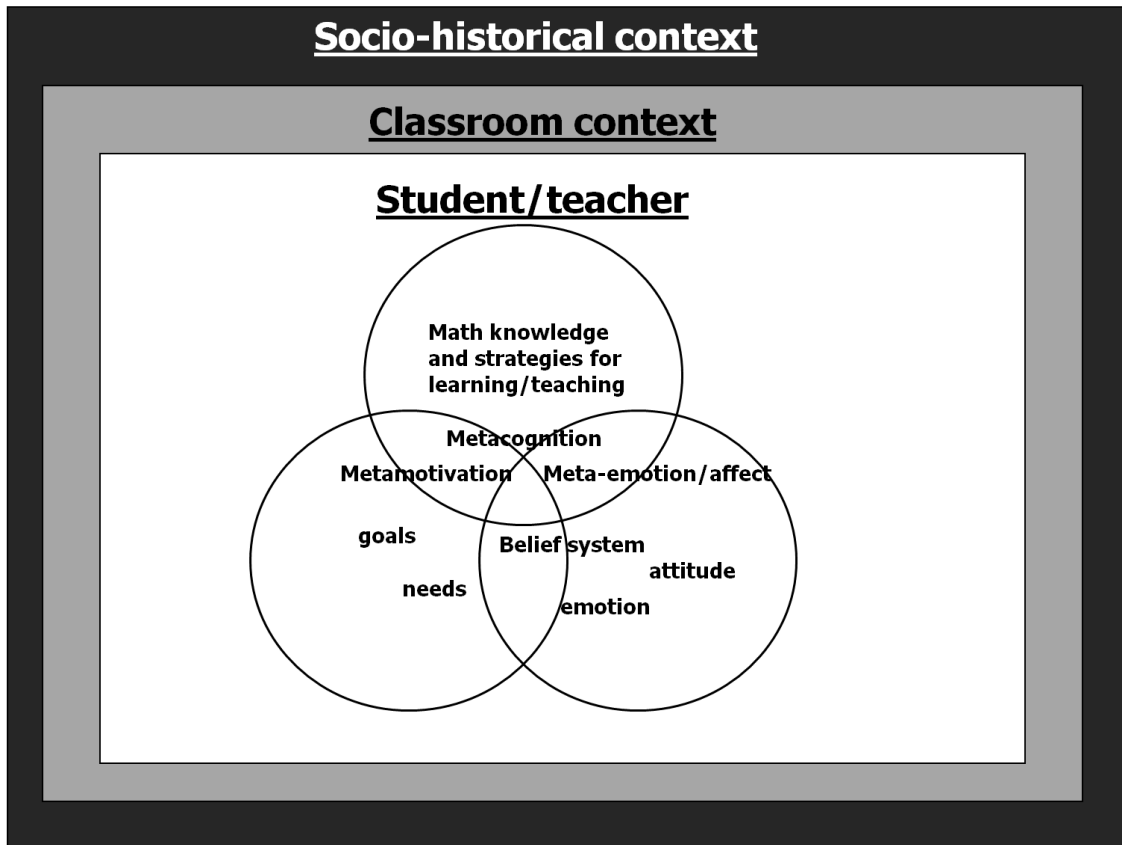 Socio-historical context
Classroom context
Student/teacher
Math knowledge
and strategies for
learning/teaching
Metacognition
Metamotivation
Meta-emotion/affect
goals
Belief system
attitude
needs
emotion